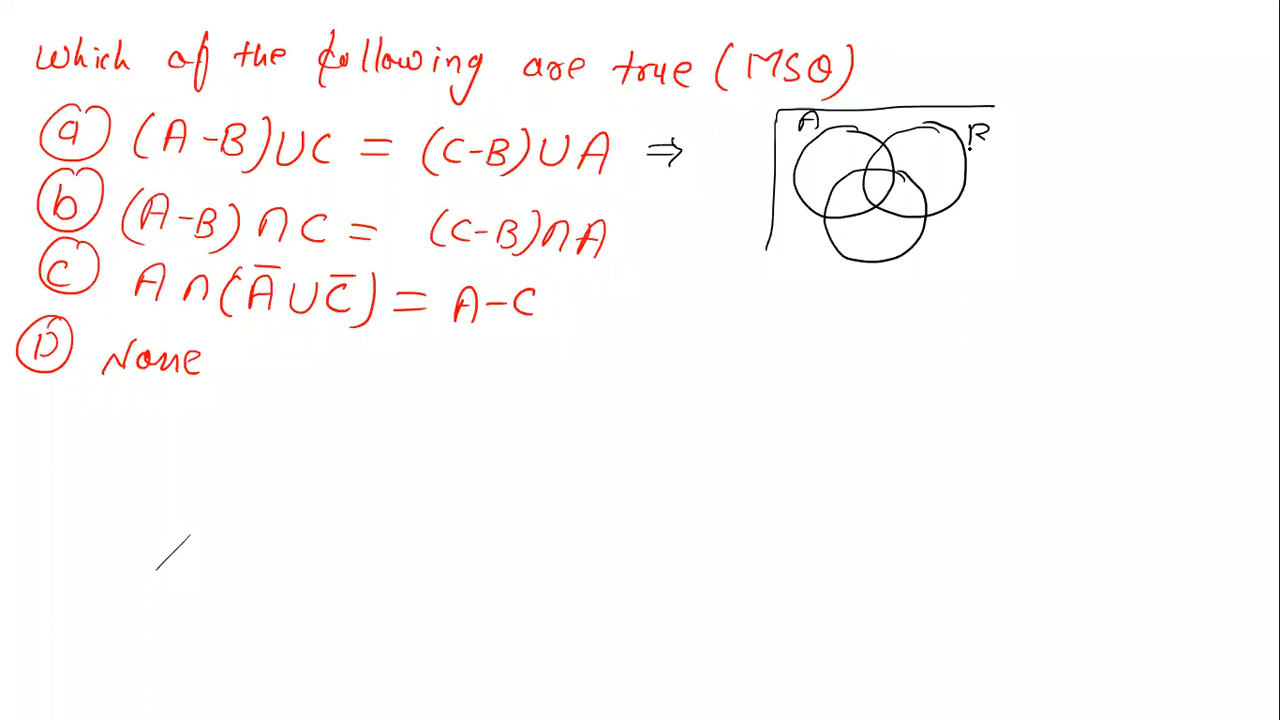 Which of the following are true (MSQ)
(a) (A-B)∪C = (C-B)∪A ⇒
(b) (A-B)∩C = (C-B)∩A
(c) A∩(A̅∪C̅) = A-C
(D) None
A
B